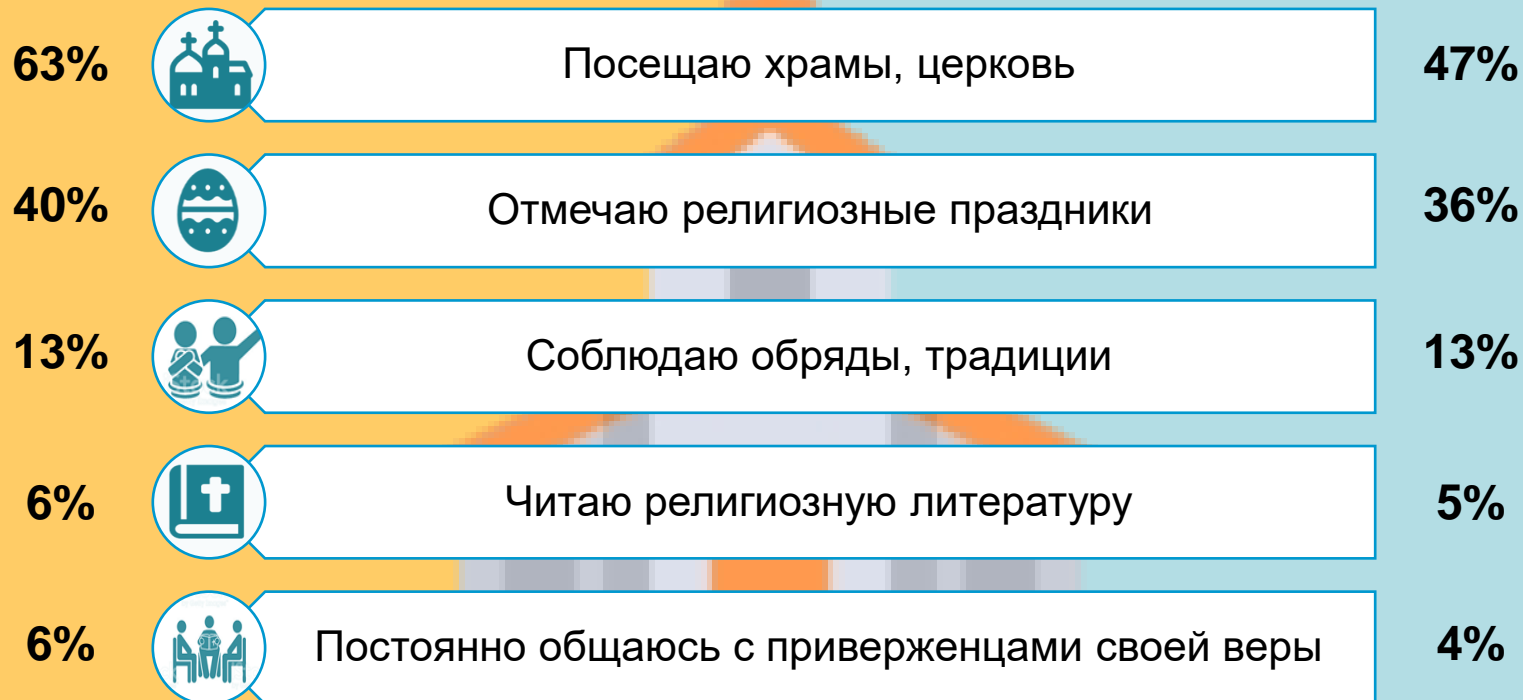 63% Посещаю храмы, церковь 47%
40% Отмечаю религиозные праздники 36%
13% Соблюдаю обряды, традиции 13%
6% Читаю религиозную литературу 5%
6% Постоянно общаюсь с приверженцами своей веры 4%